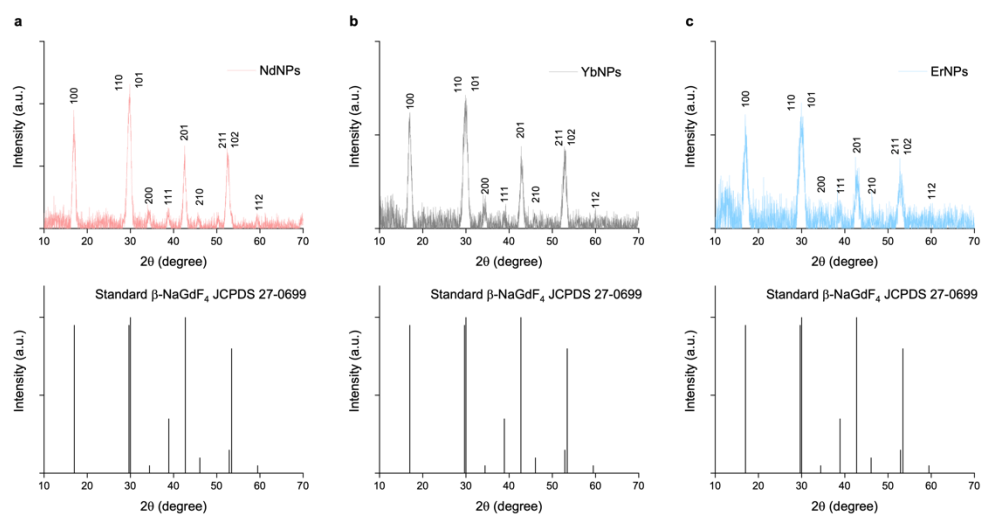 a
NdNPs
100
110
101
200
111
201
210
211
102
112
Intensity (a.u.)
10 20 30 40 50 60 70
2θ (degree)
b
YbNPs
100
110
101
200
111
201
210
211
102
112
Intensity (a.u.)
10 20 30 40 50 60 70
2θ (degree)
c
ErNPs
100
110
101
200
111
201
210
211
102
112
Intensity (a.u.)
10 20 30 40 50 60 70
2θ (degree)
Standard β-NaGdF₄ JCPDS 27-0699
Intensity (a.u.)
10 20 30 40 50 60 70
2θ (degree)
Standard β-NaGdF₄ JCPDS 27-0699
Intensity (a.u.)
10 20 30 40 50 60 70
2θ (degree)
Standard β-NaGdF₄ JCPDS 27-0699
Intensity (a.u.)
10 20 30 40 50 60 70
2θ (degree)